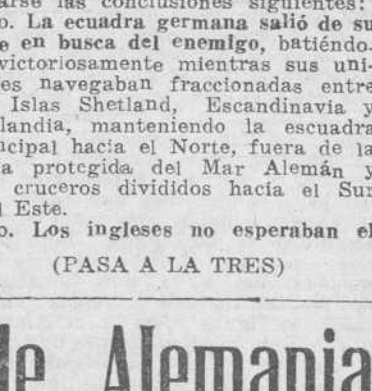 arse las conclusiones siguientes:
o. La ecuadra germana salió de su
e en busca del enemigo, batiéndo.
victoriosamente mientras sus uni-
es navegaban fraccionadas entre
Islas Shetland, Escandinavia y
landia, manteniendo la escuadra
ncipal hacia el Norte, fuera de la
a protegida del Mar Alemán y
cruceros divididos hacia el Sur
l Este.
o. Los ingleses no esperaban el
(PASA A LA TRES)
de Alemania